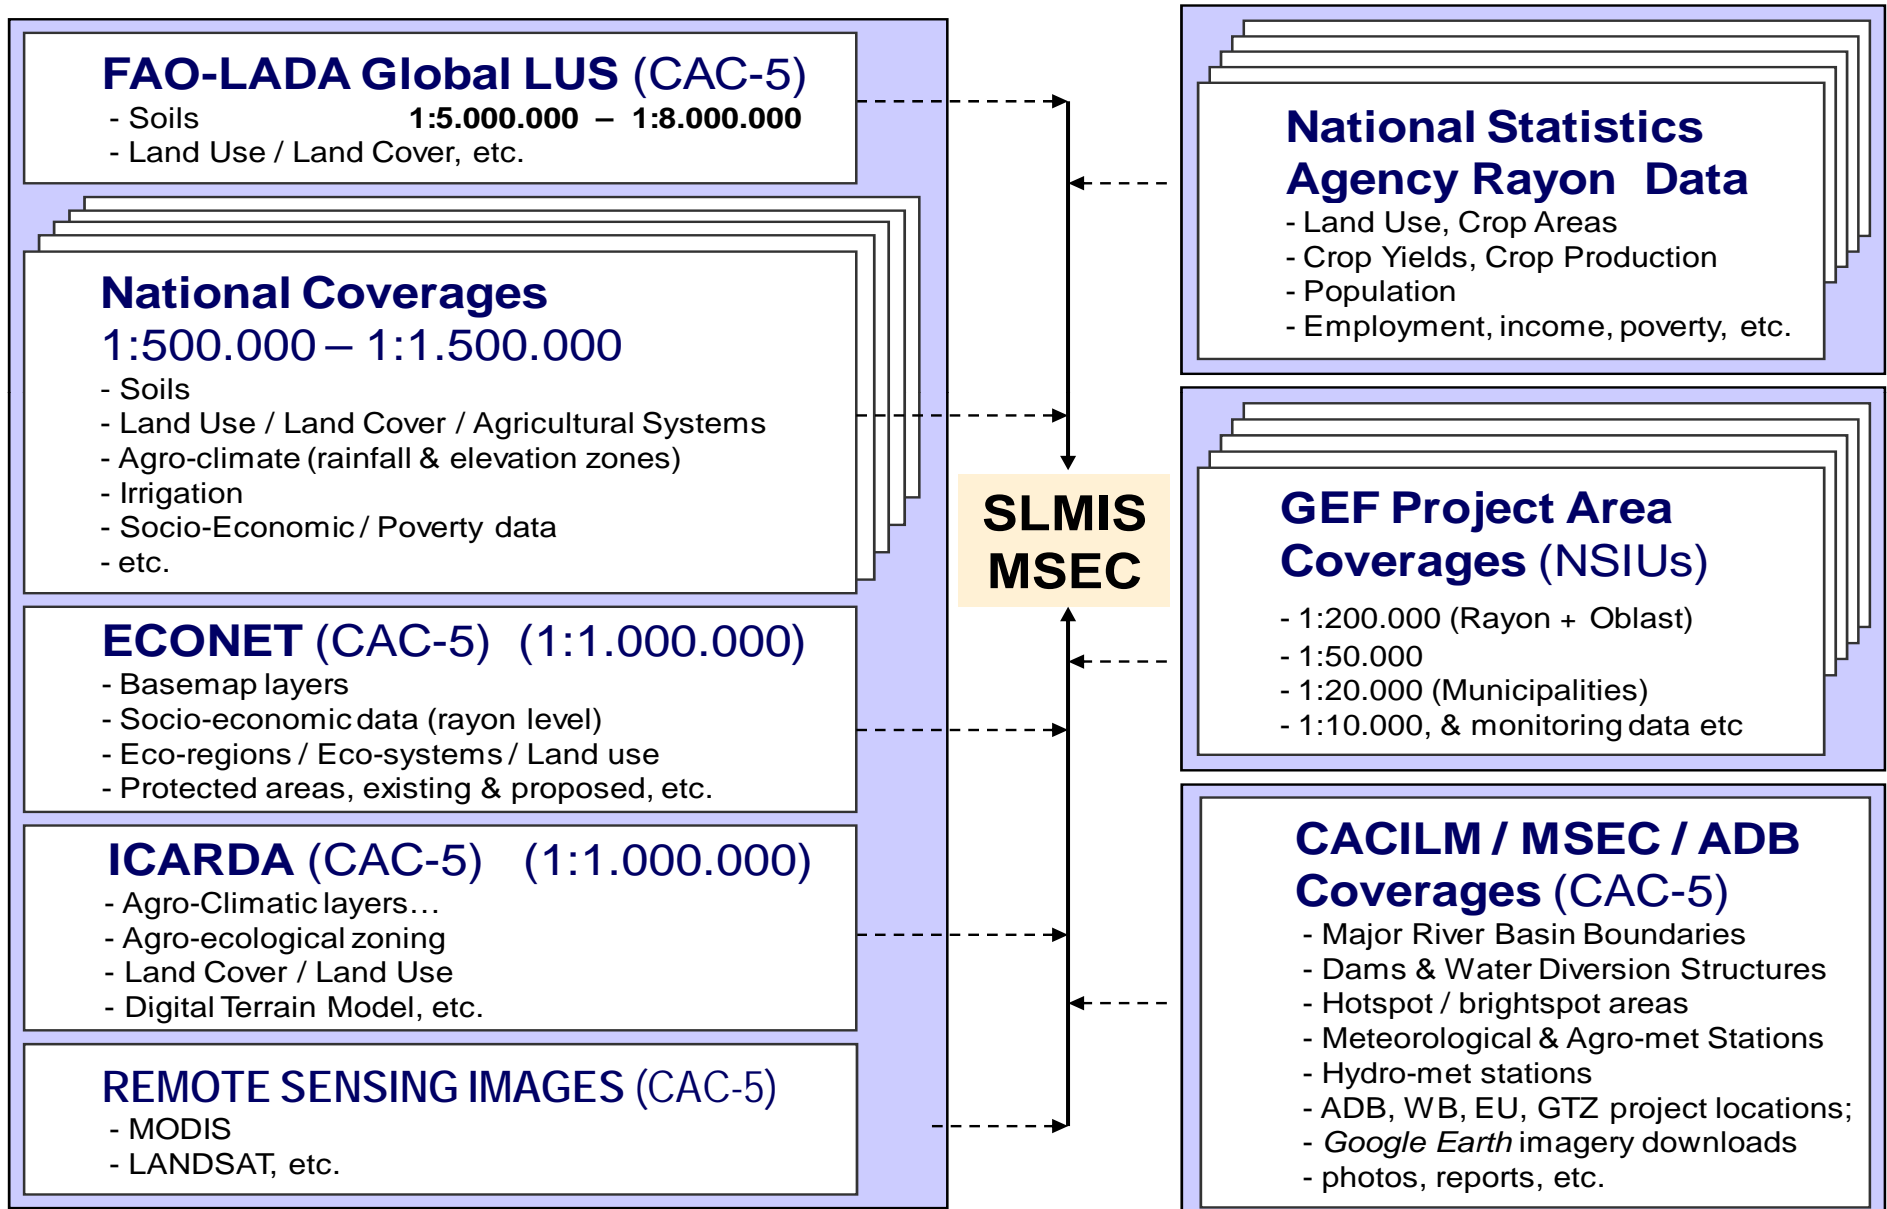 FAO-LADA Global LUS (CAC-5)
- Soils 1:5.000.000 – 1:8.000.000
- Land Use / Land Cover, etc.
National Coverages
1:500.000 – 1:1.500.000
- Soils
- Land Use / Land Cover / Agricultural Systems
- Agro-climate (rainfall & elevation zones)
- Irrigation
- Socio-Economic / Poverty data
- etc.
ECONET (CAC-5) (1:1.000.000)
- Basemap layers
- Socio-economic data (rayon level)
- Eco-regions / Eco-systems / Land use
- Protected areas, existing & proposed, etc.
ICARDA (CAC-5) (1:1.000.000)
- Agro-Climatic layers…
- Agro-ecological zoning
- Land Cover / Land Use
- Digital Terrain Model, etc.
REMOTE SENSING IMAGES (CAC-5)
- MODIS
- LANDSAT, etc.
SLMIS
MSEC
National Statistics
Agency Rayon Data
- Land Use, Crop Areas
- Crop Yields, Crop Production
- Population
- Employment, income, poverty, etc.
GEF Project Area
Coverages (NSIUs)
- 1:200.000 (Rayon + Oblast)
- 1:50.000
- 1:20.000 (Municipalities)
- 1:10.000, & monitoring data etc
CACILM / MSEC / ADB
Coverages (CAC-5)
- Major River Basin Boundaries
- Dams & Water Diversion Structures
- Hotspot / brightspot areas
- Meteorological & Agro-met Stations
- Hydro-met stations
- ADB, WB, EU, GTZ project locations;
- Google Earth imagery downloads
- photos, reports, etc.